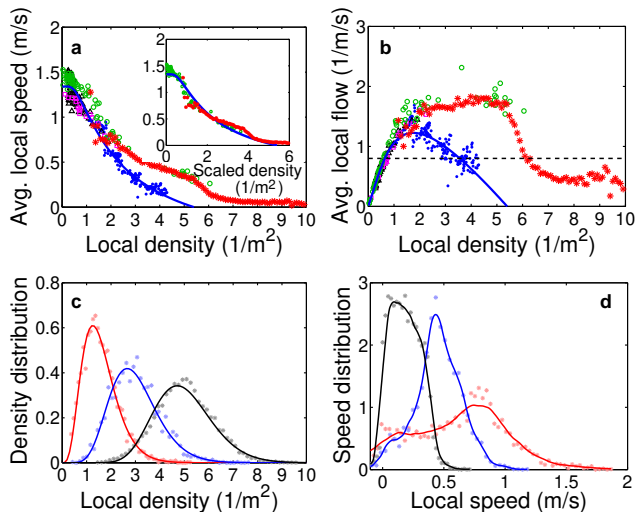 a
Avg. local speed (m/s)
2
1.5
1
0.5
0
0 1 2 3 4 5 6 7 8 9 10
Local density (1/m²)
1.5
1
0.5
0
0 2 4 6
Scaled density
(1/m²)
b
Avg. local flow (1/m/s)
3
2
1
0
0 1 2 3 4 5 6 7 8 9 10
Local density (1/m²)
c
Density distribution
0.8
0.6
0.4
0.2
0
0 1 2 3 4 5 6 7 8 9 10
Local density (1/m²)
d
Speed distribution
3
2
1
0
0 0.5 1 1.5 2
Local speed (m/s)